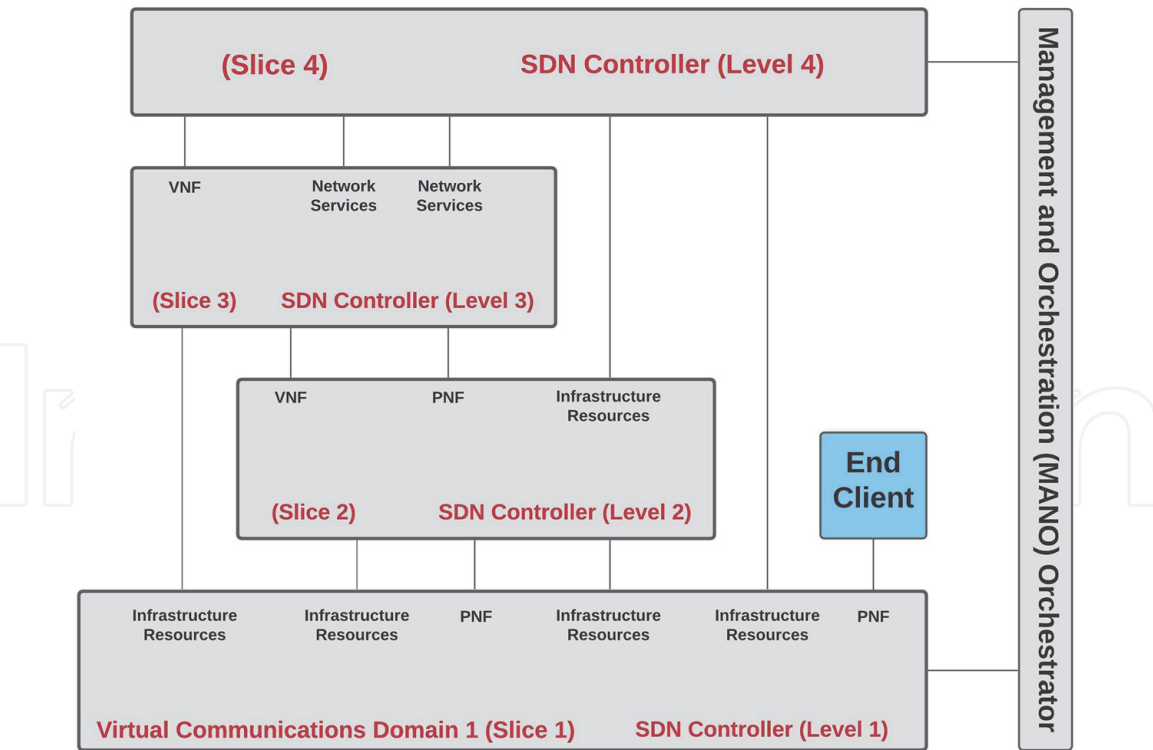 (Slice 4) SDN Controller (Level 4)
VNF Network Services Network Services
(Slice 3) SDN Controller (Level 3)
VNF PNF Infrastructure Resources
(Slice 2) SDN Controller (Level 2)
End
Client
Infrastructure Resources Infrastructure Resources PNF Infrastructure Resources Infrastructure Resources PNF
Virtual Communications Domain 1 (Slice 1) SDN Controller (Level 1)
Management and Orchestration (MANO) Orchestrator